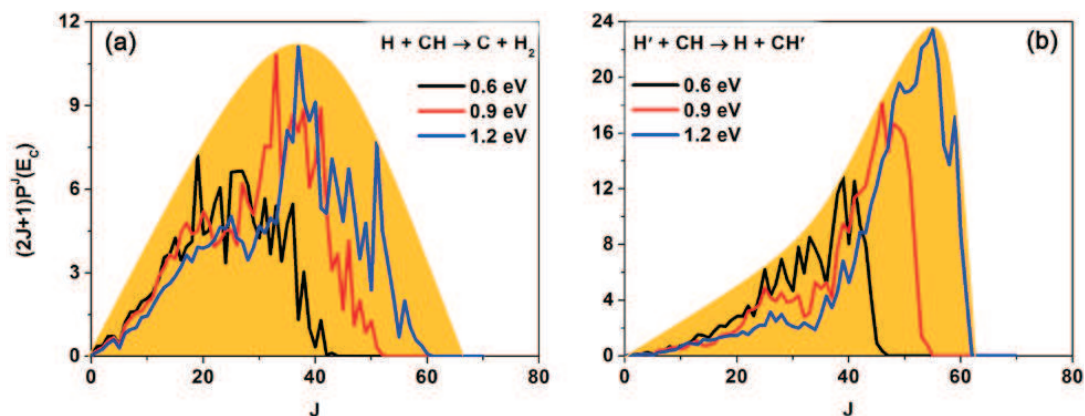 (a)
H + CH → C + H₂
0.6 eV
0.9 eV
1.2 eV
12
9
6
3
0
(2J+1)P^J(E_C)
0 20 40 60 80
J
(b)
H′ + CH → H + CH′
0.6 eV
0.9 eV
1.2 eV
24
20
16
12
8
4
0
0 20 40 60 80
J